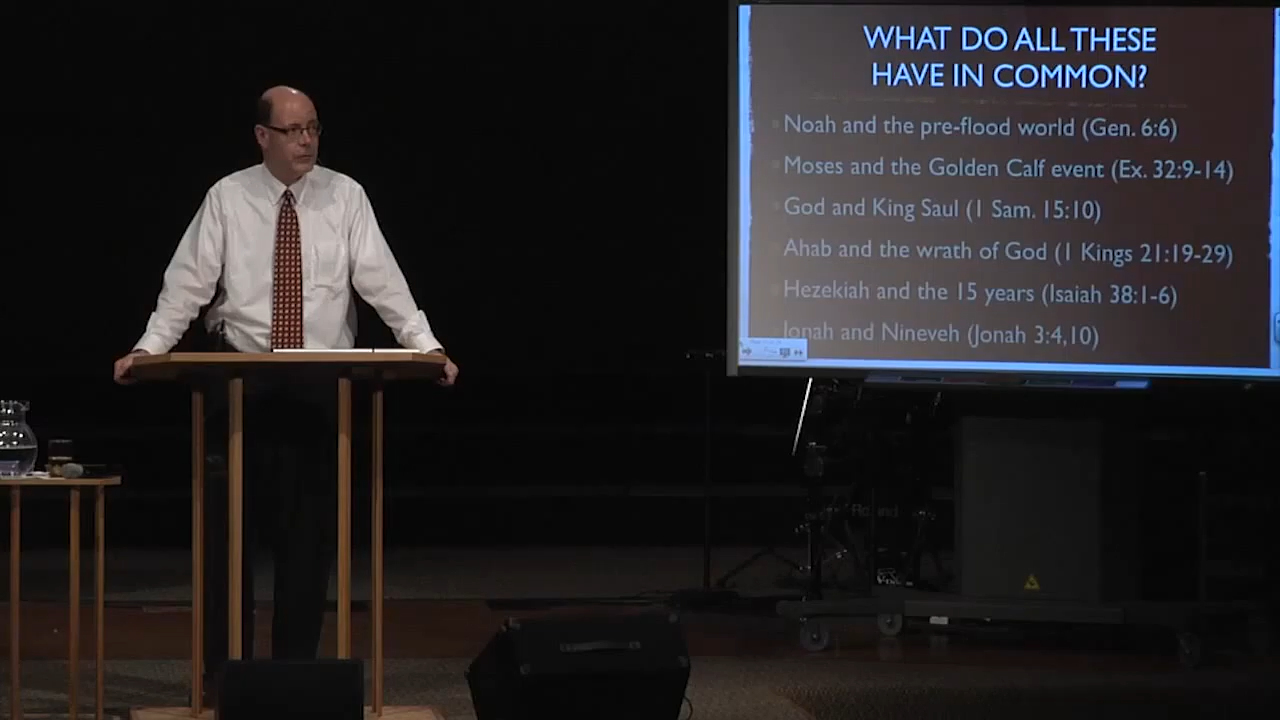 WHAT DO ALL THESE
HAVE IN COMMON?
Noah and the pre-flood world (Gen. 6:6)
Moses and the Golden Calf event (Ex. 32:9-14)
God and King Saul (1 Sam. 15:10)
Ahab and the wrath of God (1 Kings 21:19-29)
Hezekiah and the 15 years (Isaiah 38:1-6)
Jonah and Nineveh (Jonah 3:4,10)
Roland